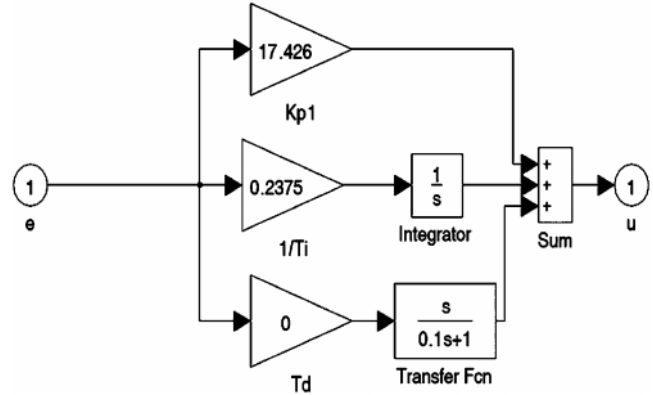 17.426
Kp1
1
e
0.2375
1/Ti
1
s
Integrator
+
+
+
Sum
1
u
0
Td
s
0.1s+1
Transfer Fcn